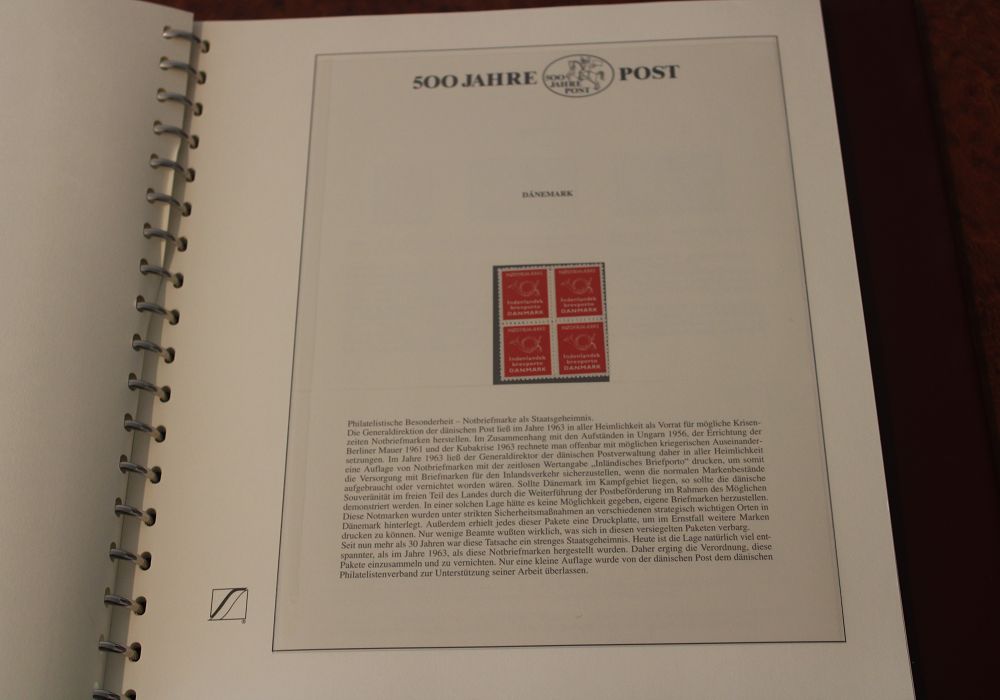 500 JAHRE 500 JAHRE POST POST
DÄNEMARK
NØDFRIMÆRKE NØDFRIMÆRKE
Indenlandsk Indenlandsk
brevporto brevporto
DANMARK DANMARK
NØDFRIMÆRKE NØDFRIMÆRKE
Indenlandsk Indenlandsk
brevporto brevporto
DANMARK DANMARK
Philatelistische Besonderheit – Notbriefmarke als Staatsgeheimnis.
Die Generaldirektion der dänischen Post ließ im Jahre 1963 in aller Heimlichkeit als Vorrat für mögliche Krisen-
zeiten Notbriefmarken herstellen. Im Zusammenhang mit den Aufständen in Ungarn 1956, der Errichtung der
Berliner Mauer 1961 und der Kubakrise 1963 rechnete man offenbar mit möglichen kriegerischen Auseinander-
setzungen. Im Jahre 1963 ließ der Generaldirektor der dänischen Postverwaltung daher in aller Heimlichkeit
eine Auflage von Notbriefmarken mit der zeitlosen Wertangabe „Inländisches Briefporto" drucken, um somit
die Versorgung mit Briefmarken für den Inlandsverkehr sicherzustellen, wenn die normalen Markenbestände
aufgebraucht oder vernichtet worden wären. Sollte Dänemark im Kampfgebiet liegen, so sollte die dänische
Souveränität im freien Teil des Landes durch die Weiterführung der Postbeförderung im Rahmen des Möglichen
demonstriert werden. In einer solchen Lage hätte es keine Möglichkeit gegeben, eigene Briefmarken herzustellen.
Diese Notmarken wurden unter strikten Sicherheitsmaßnahmen an verschiedenen strategisch wichtigen Orten in
Dänemark hinterlegt. Außerdem erhielt jedes dieser Pakete eine Druckplatte, um im Ernstfall weitere Marken
drucken zu können. Nur wenige Beamte wußten wirklich, was sich in diesen versiegelten Paketen verbarg.
Seit nun mehr als 30 Jahren war diese Tatsache ein strenges Staatsgeheimnis. Heute ist die Lage natürlich viel ent-
spannter, als im Jahre 1963, als diese Notbriefmarken hergestellt wurden. Daher erging die Verordnung, diese
Pakete einzusammeln und zu vernichten. Nur eine kleine Auflage wurde von der dänischen Post dem dänischen
Philatelistenverband zur Unterstützung seiner Arbeit überlassen.